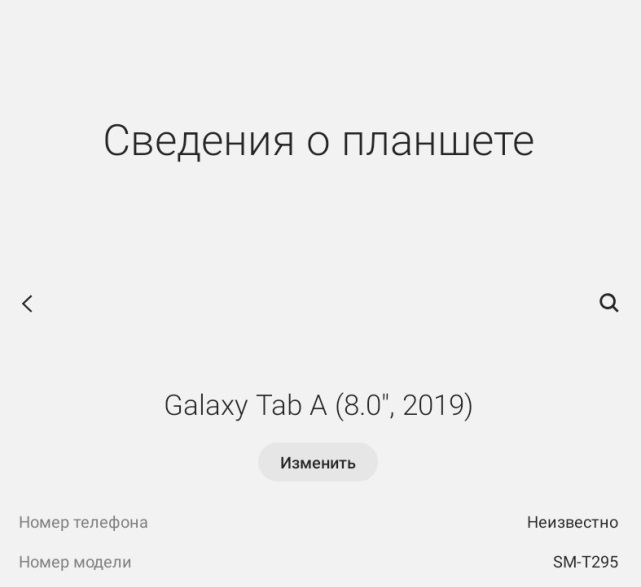 Сведения о планшете
Galaxy Tab A (8.0", 2019)
Изменить
Номер телефона Неизвестно
Номер модели SM-T295